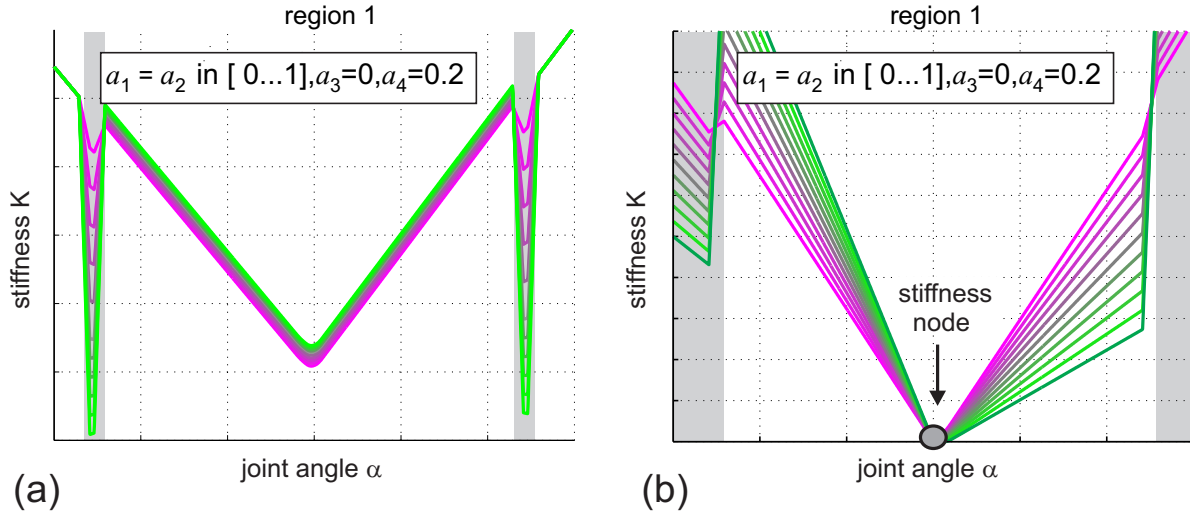 region 1
a₁ = a₂ in [ 0...1],a₃=0,a₄=0.2
stiffness K
joint angle α
(a)
region 1
a₁ = a₂ in [ 0...1],a₃=0,a₄=0.2
stiffness K
stiffness
node
joint angle α
(b)